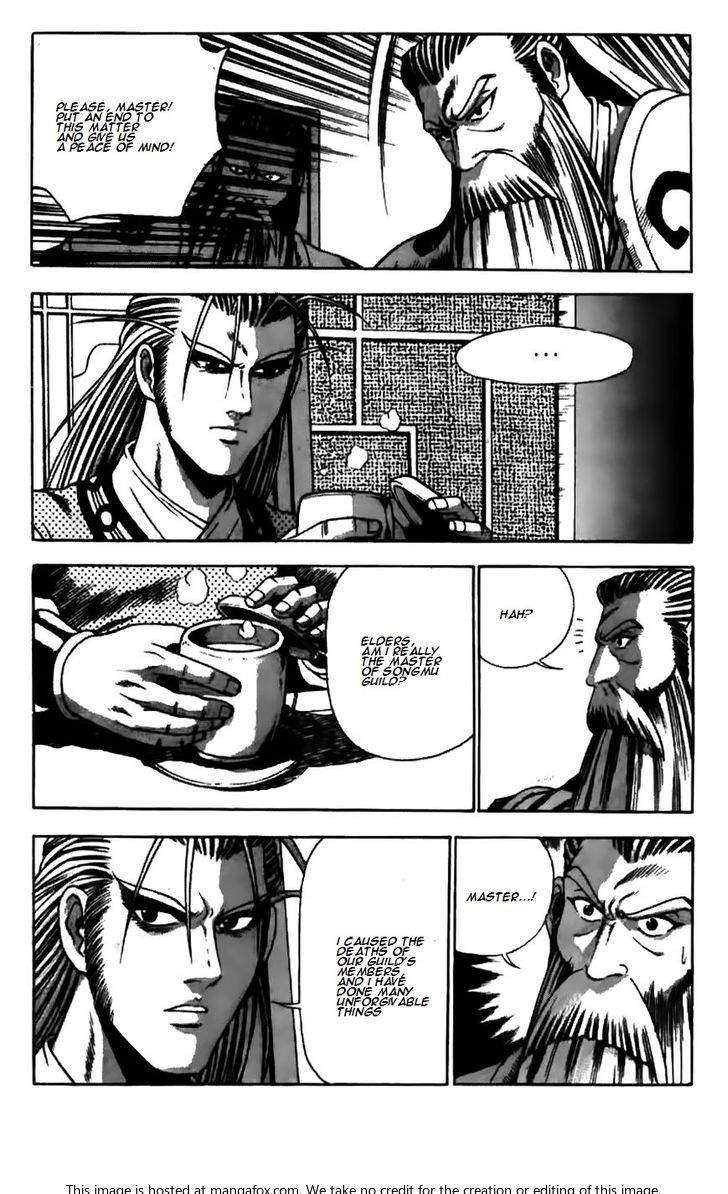 PLEASE, MASTER!
PUT AN END TO
THIS MATTER
AND GIVE US
A PEACE OF MIND!
...
ELDERS,
AM I REALLY
THE MASTER
OF SONGMU
GUILD?
HAH?
I CAUSED THE
DEATHS OF
OUR GUILD'S
MEMBERS,
AND I HAVE
DONE MANY
UNFORGIVABLE
THINGS
MASTER...!
This image is hosted at mangafox.com. We take no credit for the creation or editing of this image.